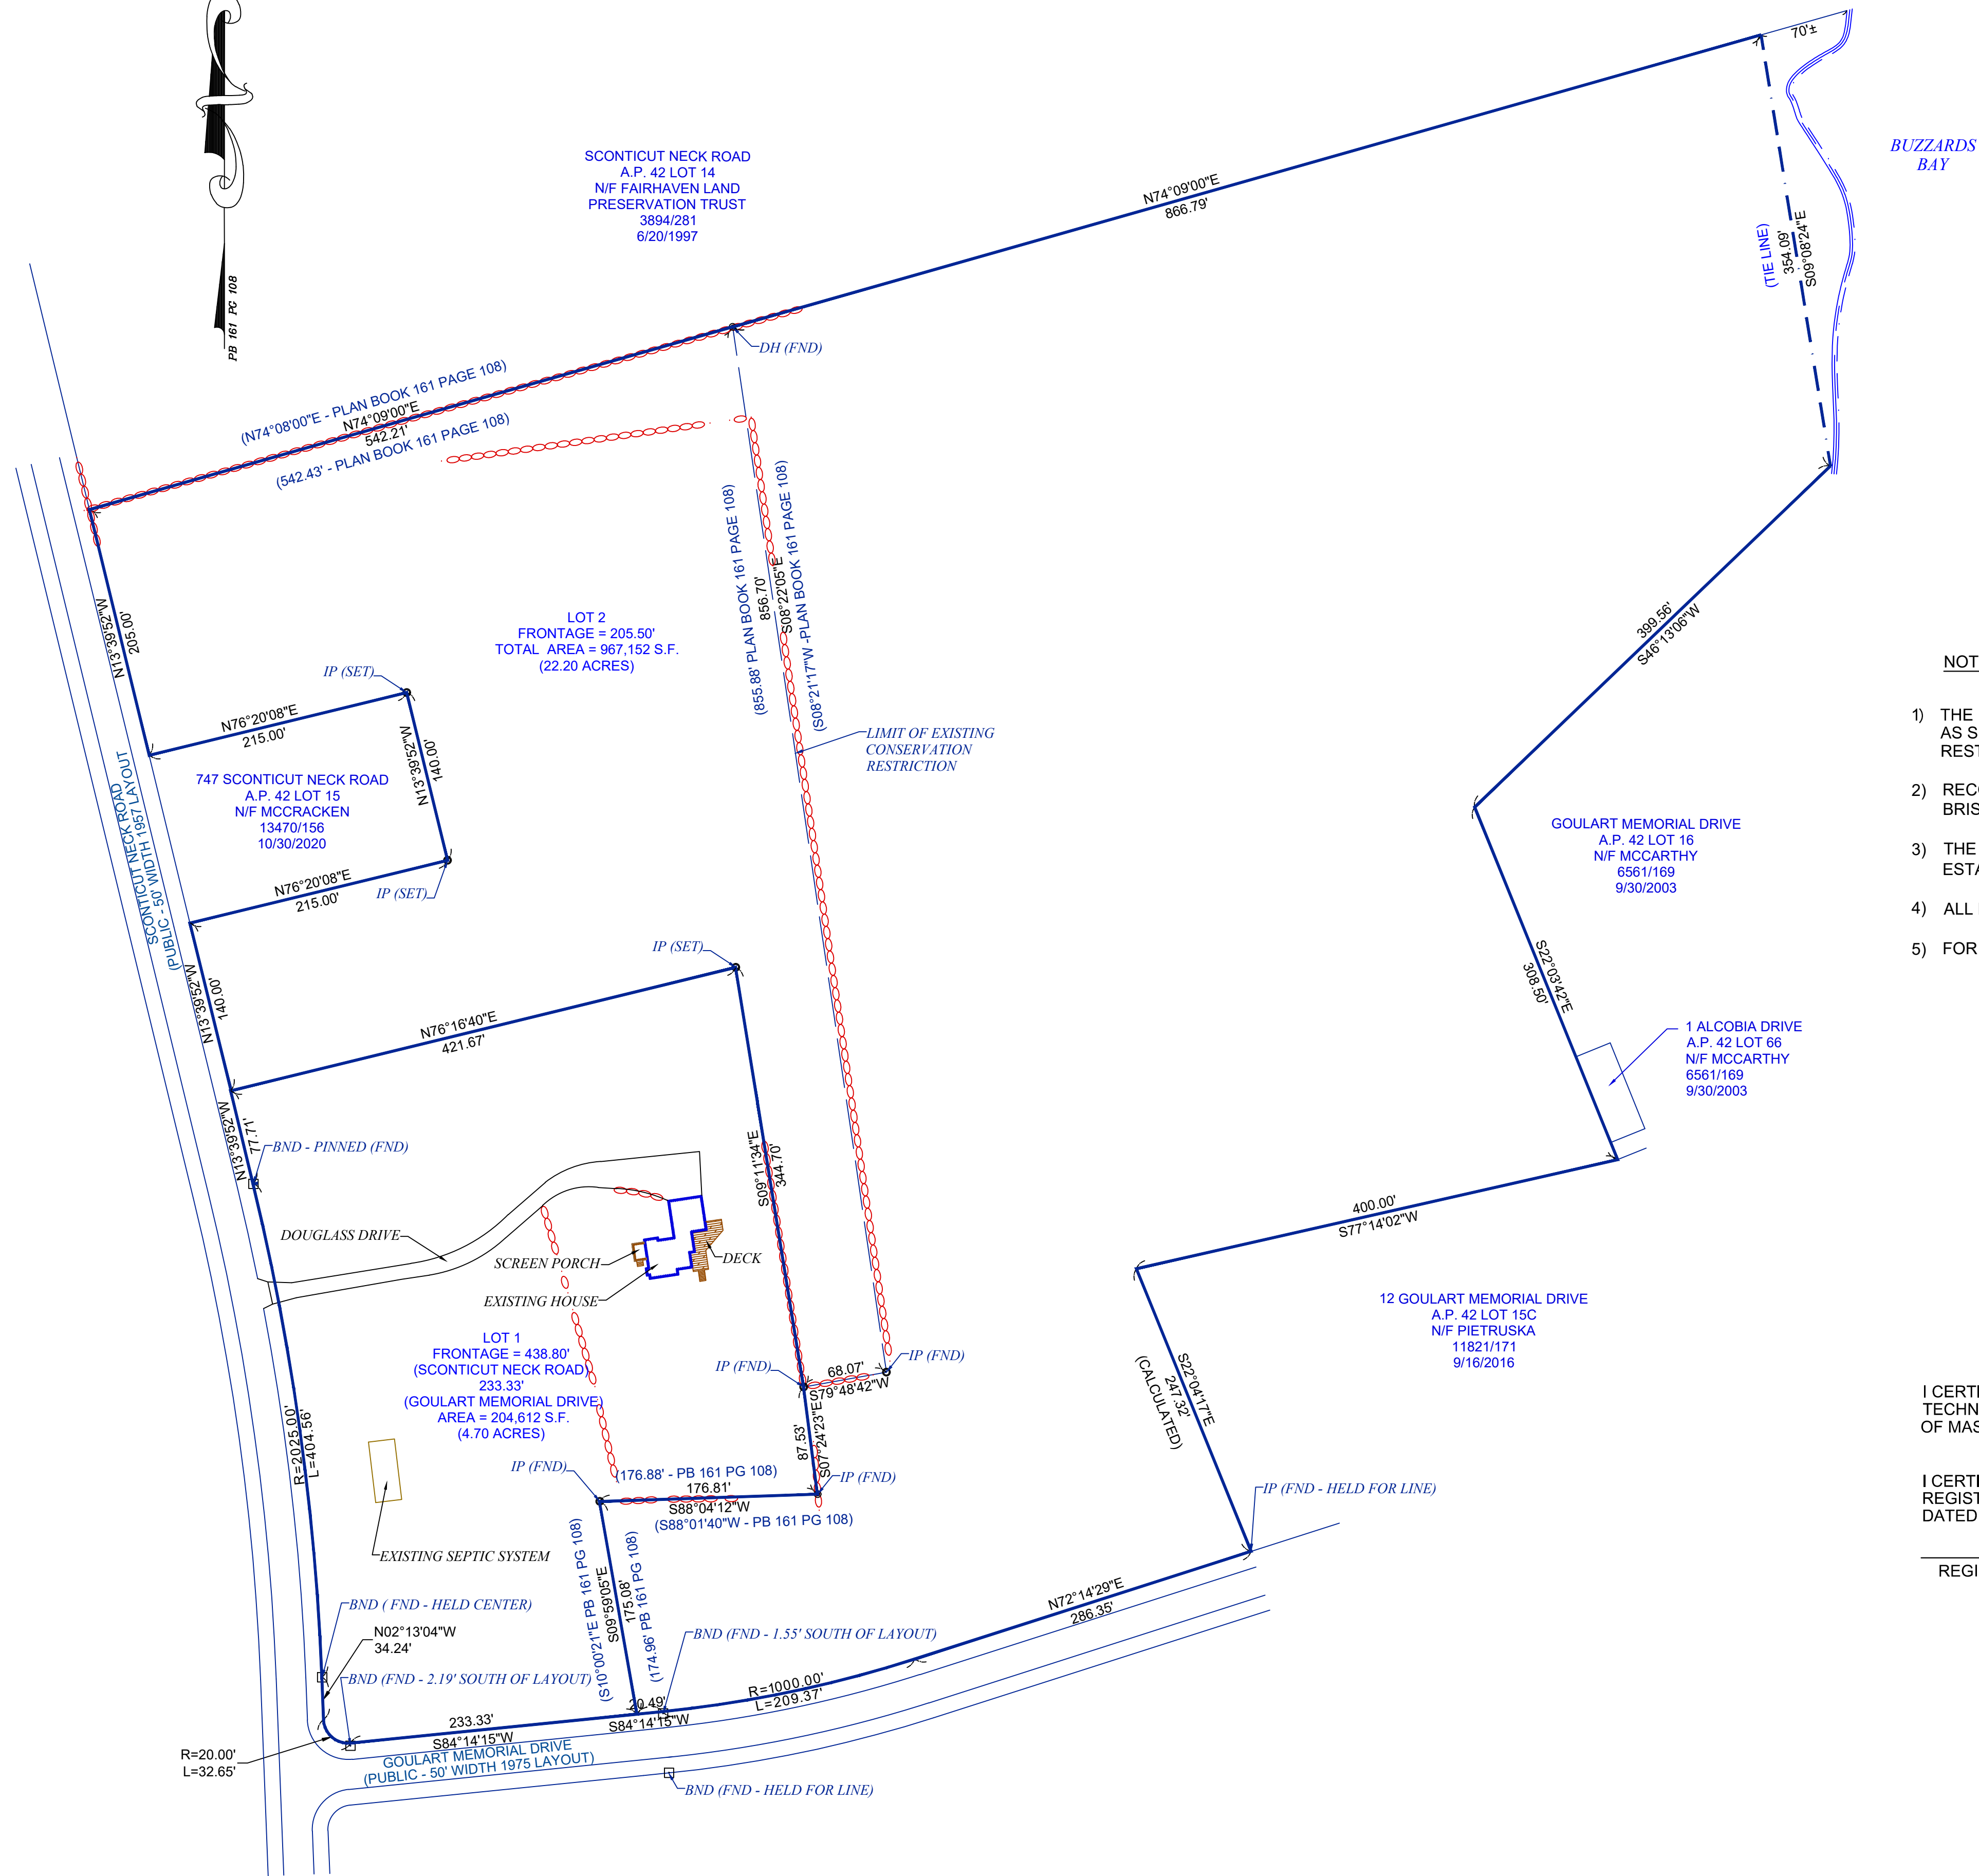 70'±
BUZZARDS
BAY
SCONTICUT NECK ROAD
A.P. 42 LOT 14
N/F FAIRHAVEN LAND
PRESERVATION TRUST
3894/281
6/20/1997
N74°09'00"E
866.79'
(TIE LINE)
354.09'
S09°08'24"E
PB 161 PG 108
DH (FND)
(N74°08'00"E - PLAN BOOK 161 PAGE 108)
N74°09'00"E
542.21'
(542.43' - PLAN BOOK 161 PAGE 108)
(855.88' PLAN BOOK 161 PAGE 108)
856.70'
S08°22'05"E
(S08°21'17"W -PLAN BOOK 161 PAGE 108)
N13°39'52"W
205.00'
LOT 2
FRONTAGE = 205.50'
TOTAL AREA = 967,152 S.F.
(22.20 ACRES)
399.56'
S46°13'06"W
NOT
IP (SET)
N76°20'08"E
215.00'
N13°39'52"W
140.00'
LIMIT OF EXISTING
CONSERVATION
RESTRICTION
1) THE
AS S
REST
2) RECO
BRIS
3) THE
ESTA
4) ALL
5) FOR
747 SCONTICUT NECK ROAD
A.P. 42 LOT 15
N/F MCCRACKEN
13470/156
10/30/2020
SCONTICUT NECK ROAD
(PUBLIC - 50' WIDTH 1957 LAYOUT
)
GOULART MEMORIAL DRIVE
A.P. 42 LOT 16
N/F MCCARTHY
6561/169
9/30/2003
N76°20'08"E
215.00'
IP (SET)
IP (SET)
N13°39'52"W
140.00'
N76°16'40"E
421.67'
S22°03'42"E
308.50'
1 ALCOBIA DRIVE
A.P. 42 LOT 66
N/F MCCARTHY
6561/169
9/30/2003
N13°39'52"W
77.71'
BND - PINNED (FND)
S09°11'34"E
344.70'
DOUGLASS DRIVE
SCREEN PORCH
DECK
EXISTING HOUSE
400.00'
S77°14'02"W
LOT 1
FRONTAGE = 438.80'
(SCONTICUT NECK ROAD)
233.33'
(GOULART MEMORIAL DRIVE)
AREA = 204,612 S.F.
(4.70 ACRES)
IP (FND)
68.07'
S79°48'42"W
IP (FND)
12 GOULART MEMORIAL DRIVE
A.P. 42 LOT 15C
N/F PIETRUSKA
11821/171
9/16/2016
S22°04'17"E
247.32'
(CALCULATED)
R=2025.00'
L=404.56'
87.53'
S07°24'23"E
IP (FND)
(176.88' - PB 161 PG 108)
176.81'
S88°04'12"W
(S88°01'40"W - PB 161 PG 108)
IP (FND)
IP (FND - HELD FOR LINE)
I CERTI
TECHN
OF MAS
I CERTI
REGIST
DATED
REGI
EXISTING SEPTIC SYSTEM
(S10°00'21"E PB 161 PG 108)
S09°59'05"E
175.08'
(174.96' PB 161 PG 108)
BND ( FND - HELD CENTER)
N02°13'04"W
34.24'
BND (FND - 2.19' SOUTH OF LAYOUT)
BND (FND - 1.55' SOUTH OF LAYOUT)
N72°14'29"E
286.35'
R=1000.00'
L=209.37'
20.49'
S84°14'15"W
233.33'
S84°14'15"W
R=20.00'
L=32.65'
GOULART MEMORIAL DRIVE
(PUBLIC - 50' WIDTH 1975 LAYOUT)
BND (FND - HELD FOR LINE)